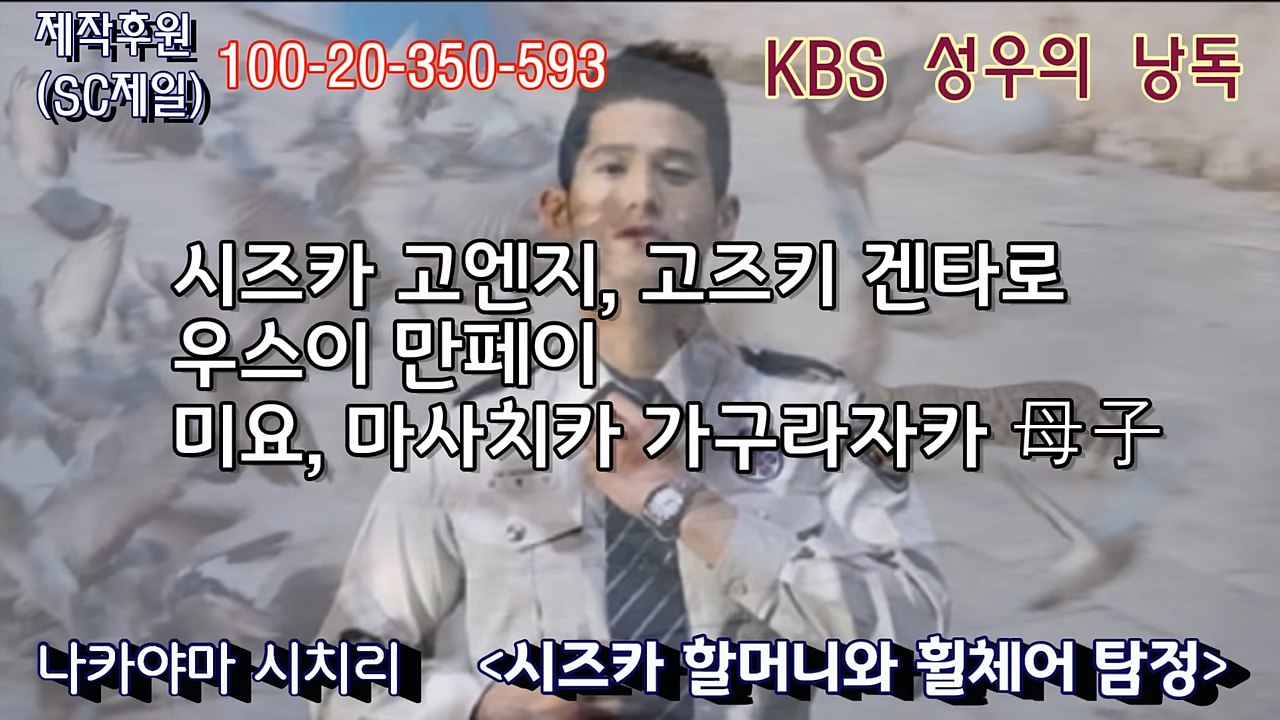 제작후원
(SC제일)
100-20-350-593
KBS 성우의 낭독
시즈카 고엔지, 고즈키 겐타로
우스이 만페이
미요, 마사치카 가구라자카 母子
나카야마 시치리
<시즈카 할머니와 휠체어 탐정>